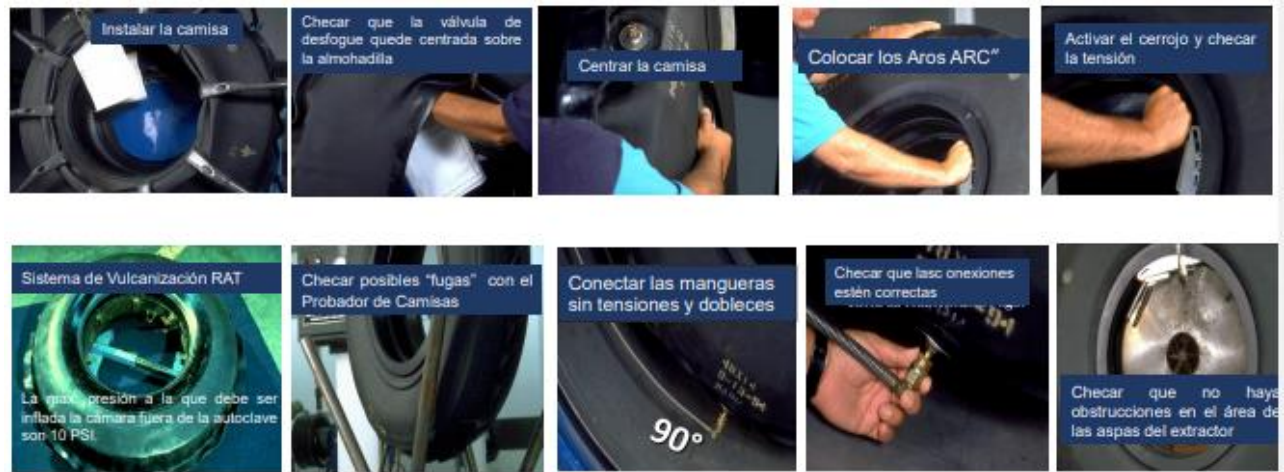 Instalar la camisa
Checar que la válvula de
desfogue quede centrada sobre
la almohadilla
Centrar la camisa
Colocar los Aros ARC”
Activar el cerrojo y checar
la tensión
Sistema de Vulcanización RAT
La max. presión a la que debe ser
inflada la cámara fuera de la autoclave
son 10 PSI.
Checar posibles “fugas” con el
Probador de Camisas
Conectar las mangueras
sin tensiones y dobleces
90°
Checar que lasc onexiones
estén correctas
Checar que no haya
obstrucciones en el área de
las aspas del extractor